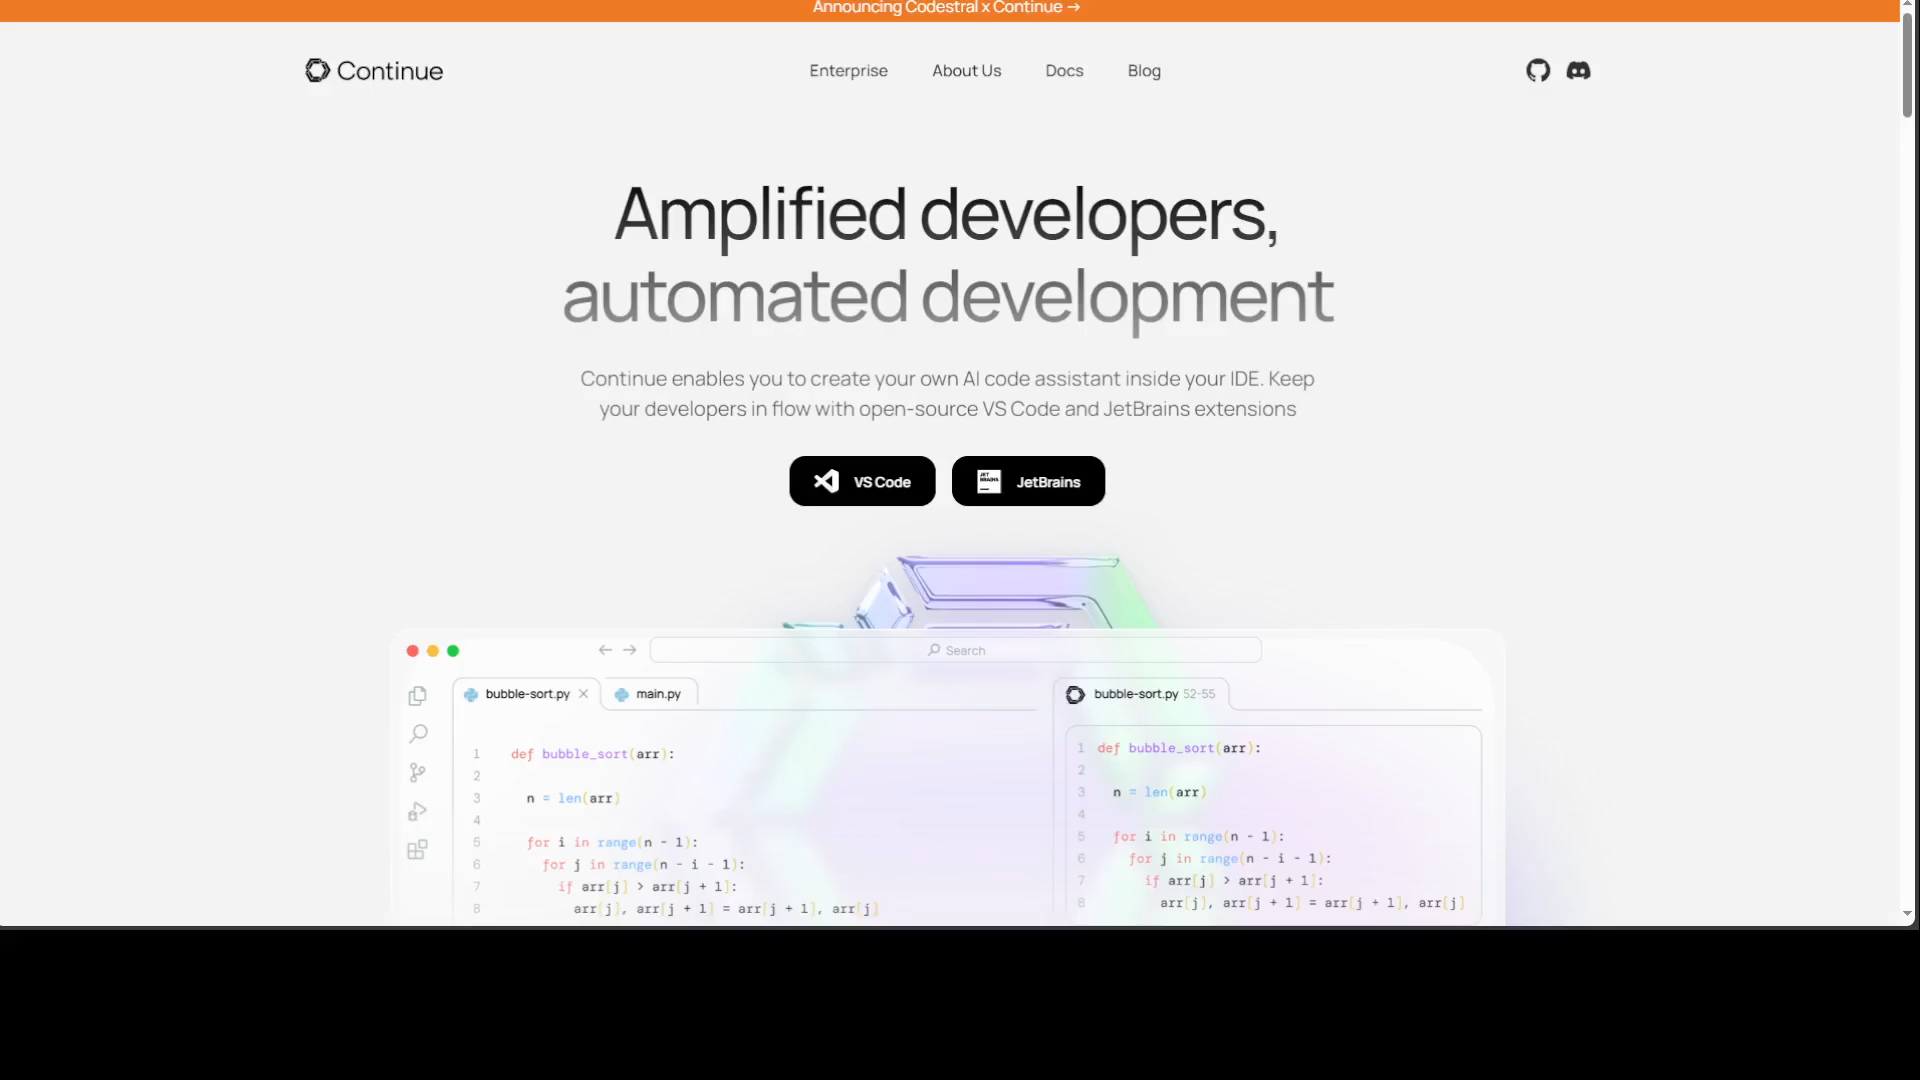 Announcing Codestral x Continue →
Continue
Enterprise
About Us
Docs
Blog
Amplified developers,
automated development
Continue enables you to create your own AI code assistant inside your IDE. Keep
your developers in flow with open-source VS Code and JetBrains extensions
VS Code
JET BRAINS
JetBrains
Search
bubble-sort.py
main.py
1 def bubble_sort(arr):
2
3 n = len(arr)
4
5 for i in range(n - 1):
6 for j in range(n - i - 1):
7 if arr[j] > arr[j + 1]:
8 arr[j], arr[j + 1] = arr[j + 1], arr[j]
bubble-sort.py 52-55
1 def bubble_sort(arr):
2
3 n = len(arr)
4
5 for i in range(n - 1):
6 for j in range(n - i - 1):
7 if arr[j] > arr[j + 1]:
8 arr[j], arr[j + 1] = arr[j + 1], arr[j]